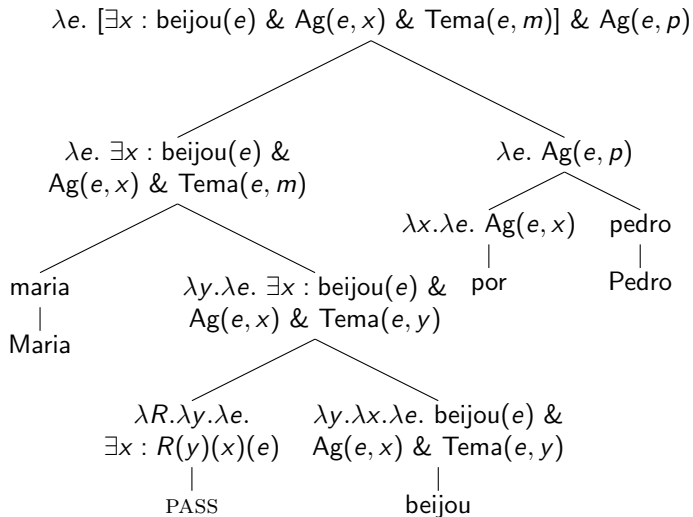 λe. [∃x : beijou(e) & Ag(e, x) & Tema(e, m)] & Ag(e, p)
λe. ∃x : beijou(e) &
Ag(e, x) & Tema(e, m)
λe. Ag(e, p)
λx.λe. Ag(e, x)
pedro
maria
λy.λe. ∃x : beijou(e) &
Ag(e, x) & Tema(e, y)
por
Pedro
Maria
λR.λy.λe.
∃x : R(y)(x)(e)
λy.λx.λe. beijou(e) &
Ag(e, x) & Tema(e, y)
PASS
beijou